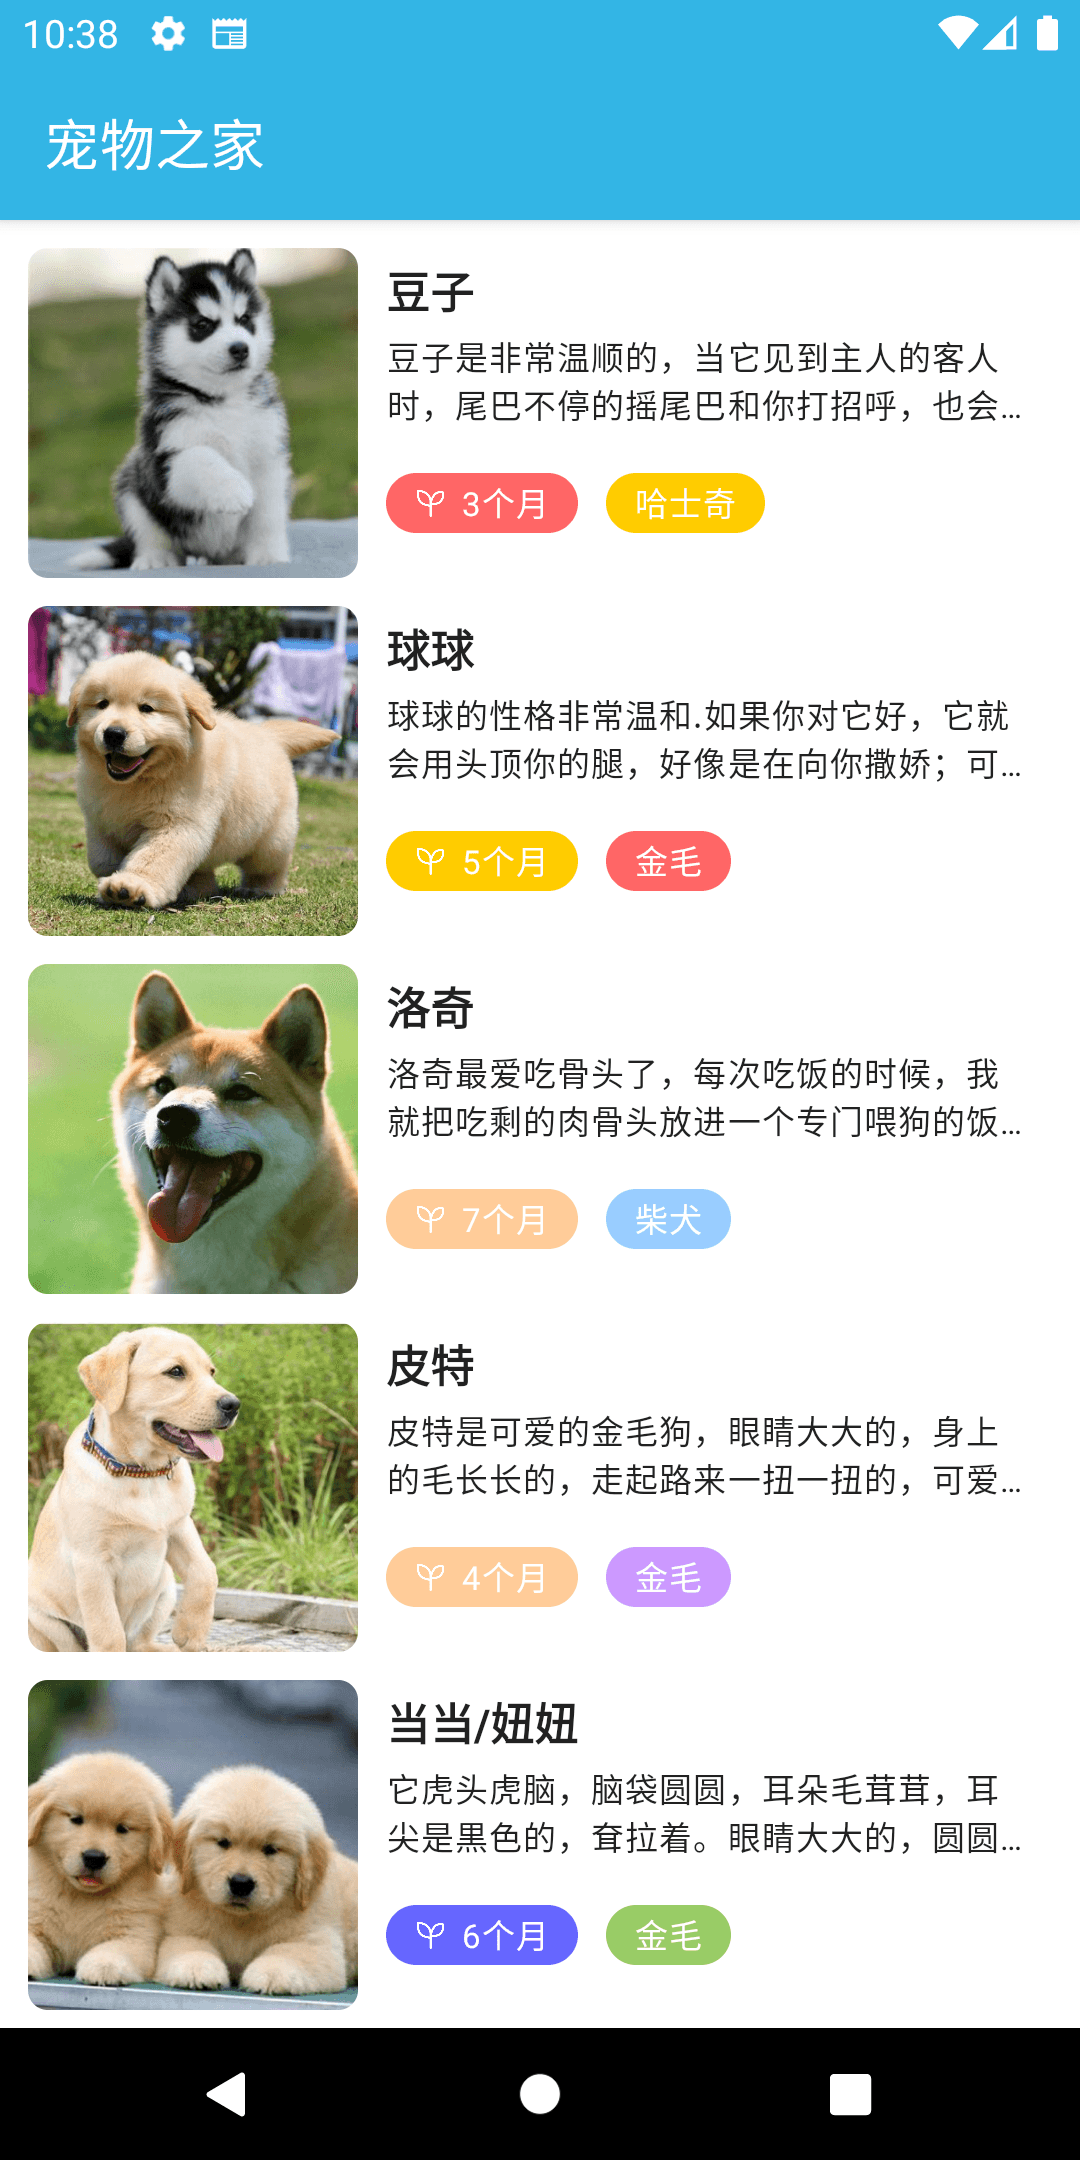 10:38
宠物之家
豆子
豆子是非常温顺的，当它见到主人的客人
时，尾巴不停的摇尾巴和你打招呼，也会...
3个月 哈士奇
球球
球球的性格非常温和.如果你对它好，它就
会用头顶你的腿，好像是在向你撒娇；可...
5个月 金毛
洛奇
洛奇最爱吃骨头了，每次吃饭的时候，我
就把吃剩的肉骨头放进一个专门喂狗的饭...
7个月 柴犬
皮特
皮特是可爱的金毛狗，眼睛大大的，身上
的毛长长的，走起路来一扭一扭的，可爱...
4个月 金毛
当当/妞妞
它虎头虎脑，脑袋圆圆，耳朵毛茸茸，耳
尖是黑色的，耷拉着。眼睛大大的，圆圆...
6个月 金毛